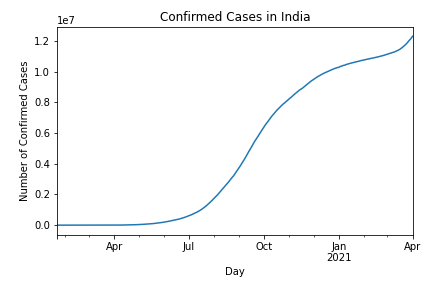 Confirmed Cases in India
1e7
1.2
1.0
0.8
0.6
0.4
0.2
0.0
Number of Confirmed Cases
Apr
Jul
Oct
Jan
2021
Apr
Day